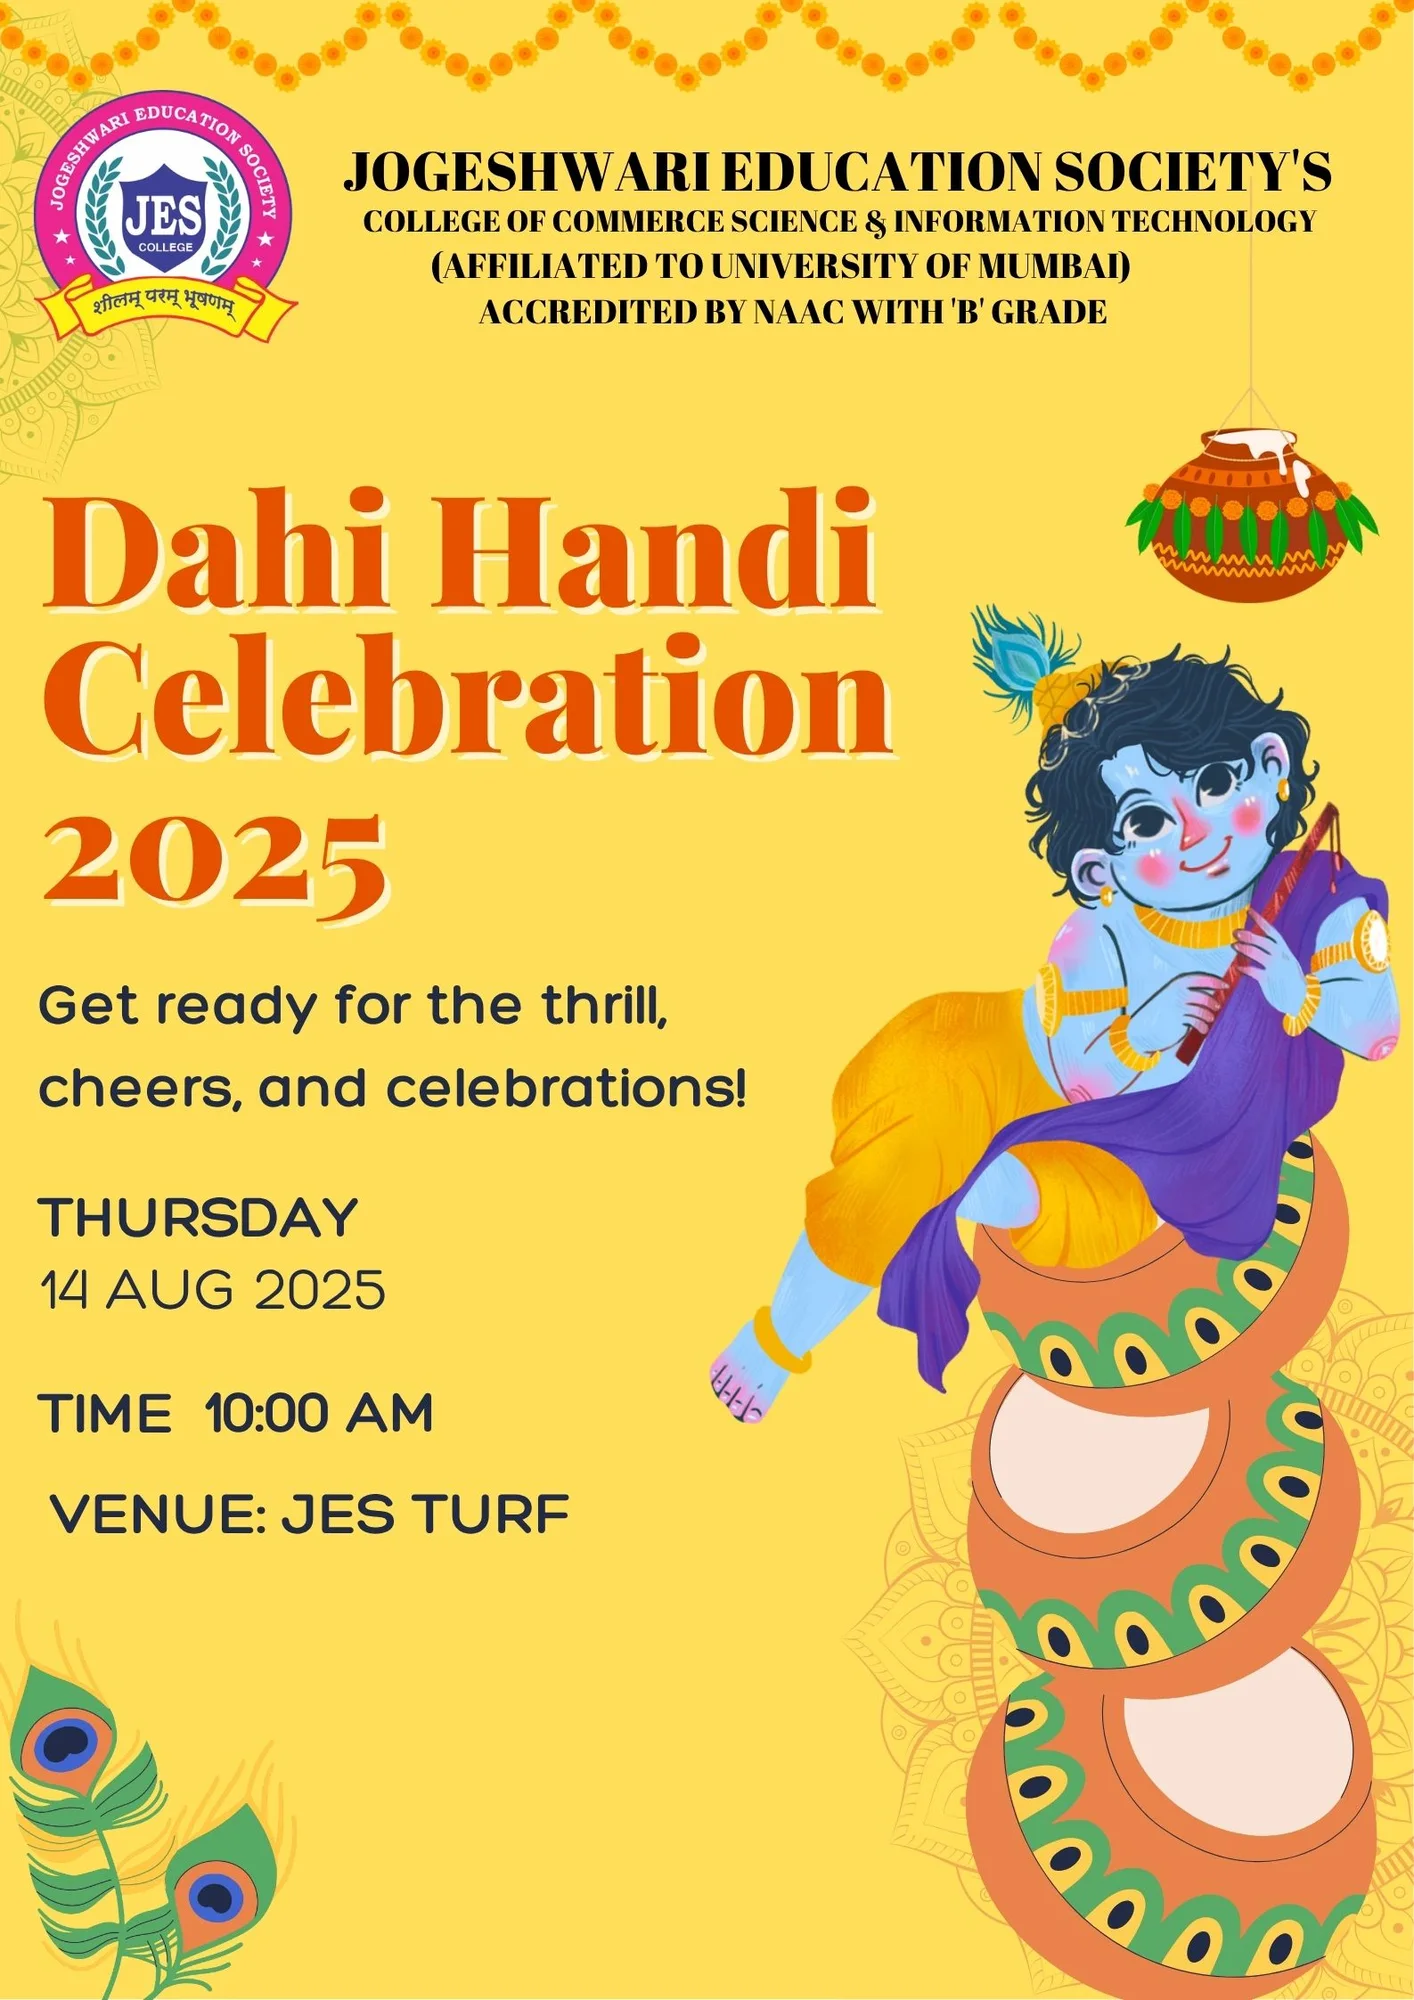 JOGESHWARI EDUCATION SOCIETY
JES
COLLEGE
शीलम् परम् भूषणम्
JOGESHWARI EDUCATION SOCIETY'S
COLLEGE OF COMMERCE SCIENCE & INFORMATION TECHNOLOGY
(AFFILIATED TO UNIVERSITY OF MUMBAI)
ACCREDITED BY NAAC WITH 'B' GRADE
Dahi Handi
Celebration
2025
Get ready for the thrill,
cheers, and celebrations!
THURSDAY
14 AUG 2025
TIME 10:00 AM
VENUE: JES TURF